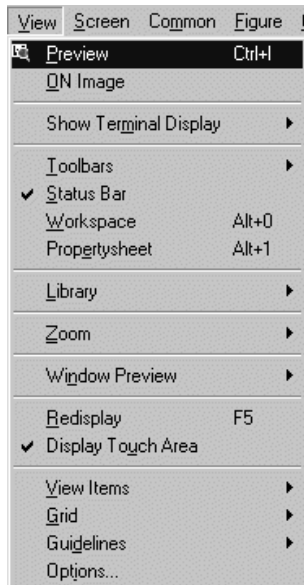 View Screen Common Figure
Preview Ctrl+I
ON Image
Show Terminal Display
Toolbars
Status Bar
Workspace Alt+0
Propertysheet Alt+1
Library
Zoom
Window Preview
Redisplay F5
Display Touch Area
View Items
Grid
Guidelines
Options...